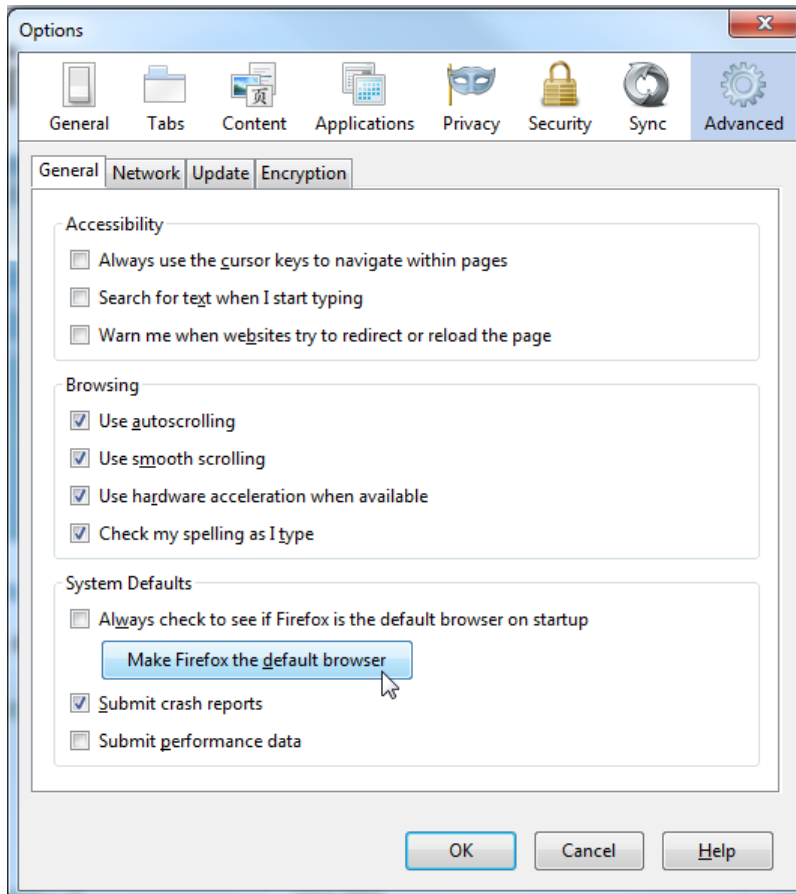 Options
页
General Tabs Content Applications Privacy Security Sync Advanced
General Network Update Encryption
Accessibility
Always use the cursor keys to navigate within pages
Search for text when I start typing
Warn me when websites try to redirect or reload the page
Browsing
Use autoscrolling
Use smooth scrolling
Use hardware acceleration when available
Check my spelling as I type
System Defaults
Always check to see if Firefox is the default browser on startup
Make Firefox the default browser
Submit crash reports
Submit performance data
OK Cancel Help